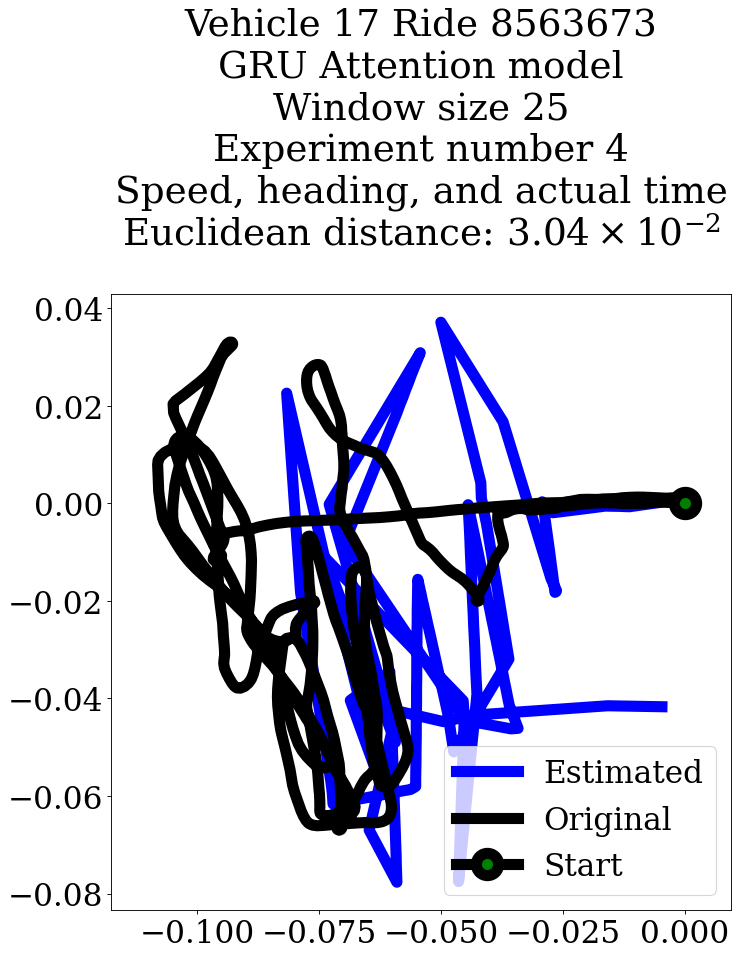 Vehicle 17 Ride 8563673
GRU Attention model
Window size 25
Experiment number 4
Speed, heading, and actual time
Euclidean distance: 3.04 × 10⁻²
0.04
0.02
0.00
−0.02
−0.04
−0.06
−0.08
Estimated
Original
Start
−0.100 −0.075 −0.050 −0.025 0.000